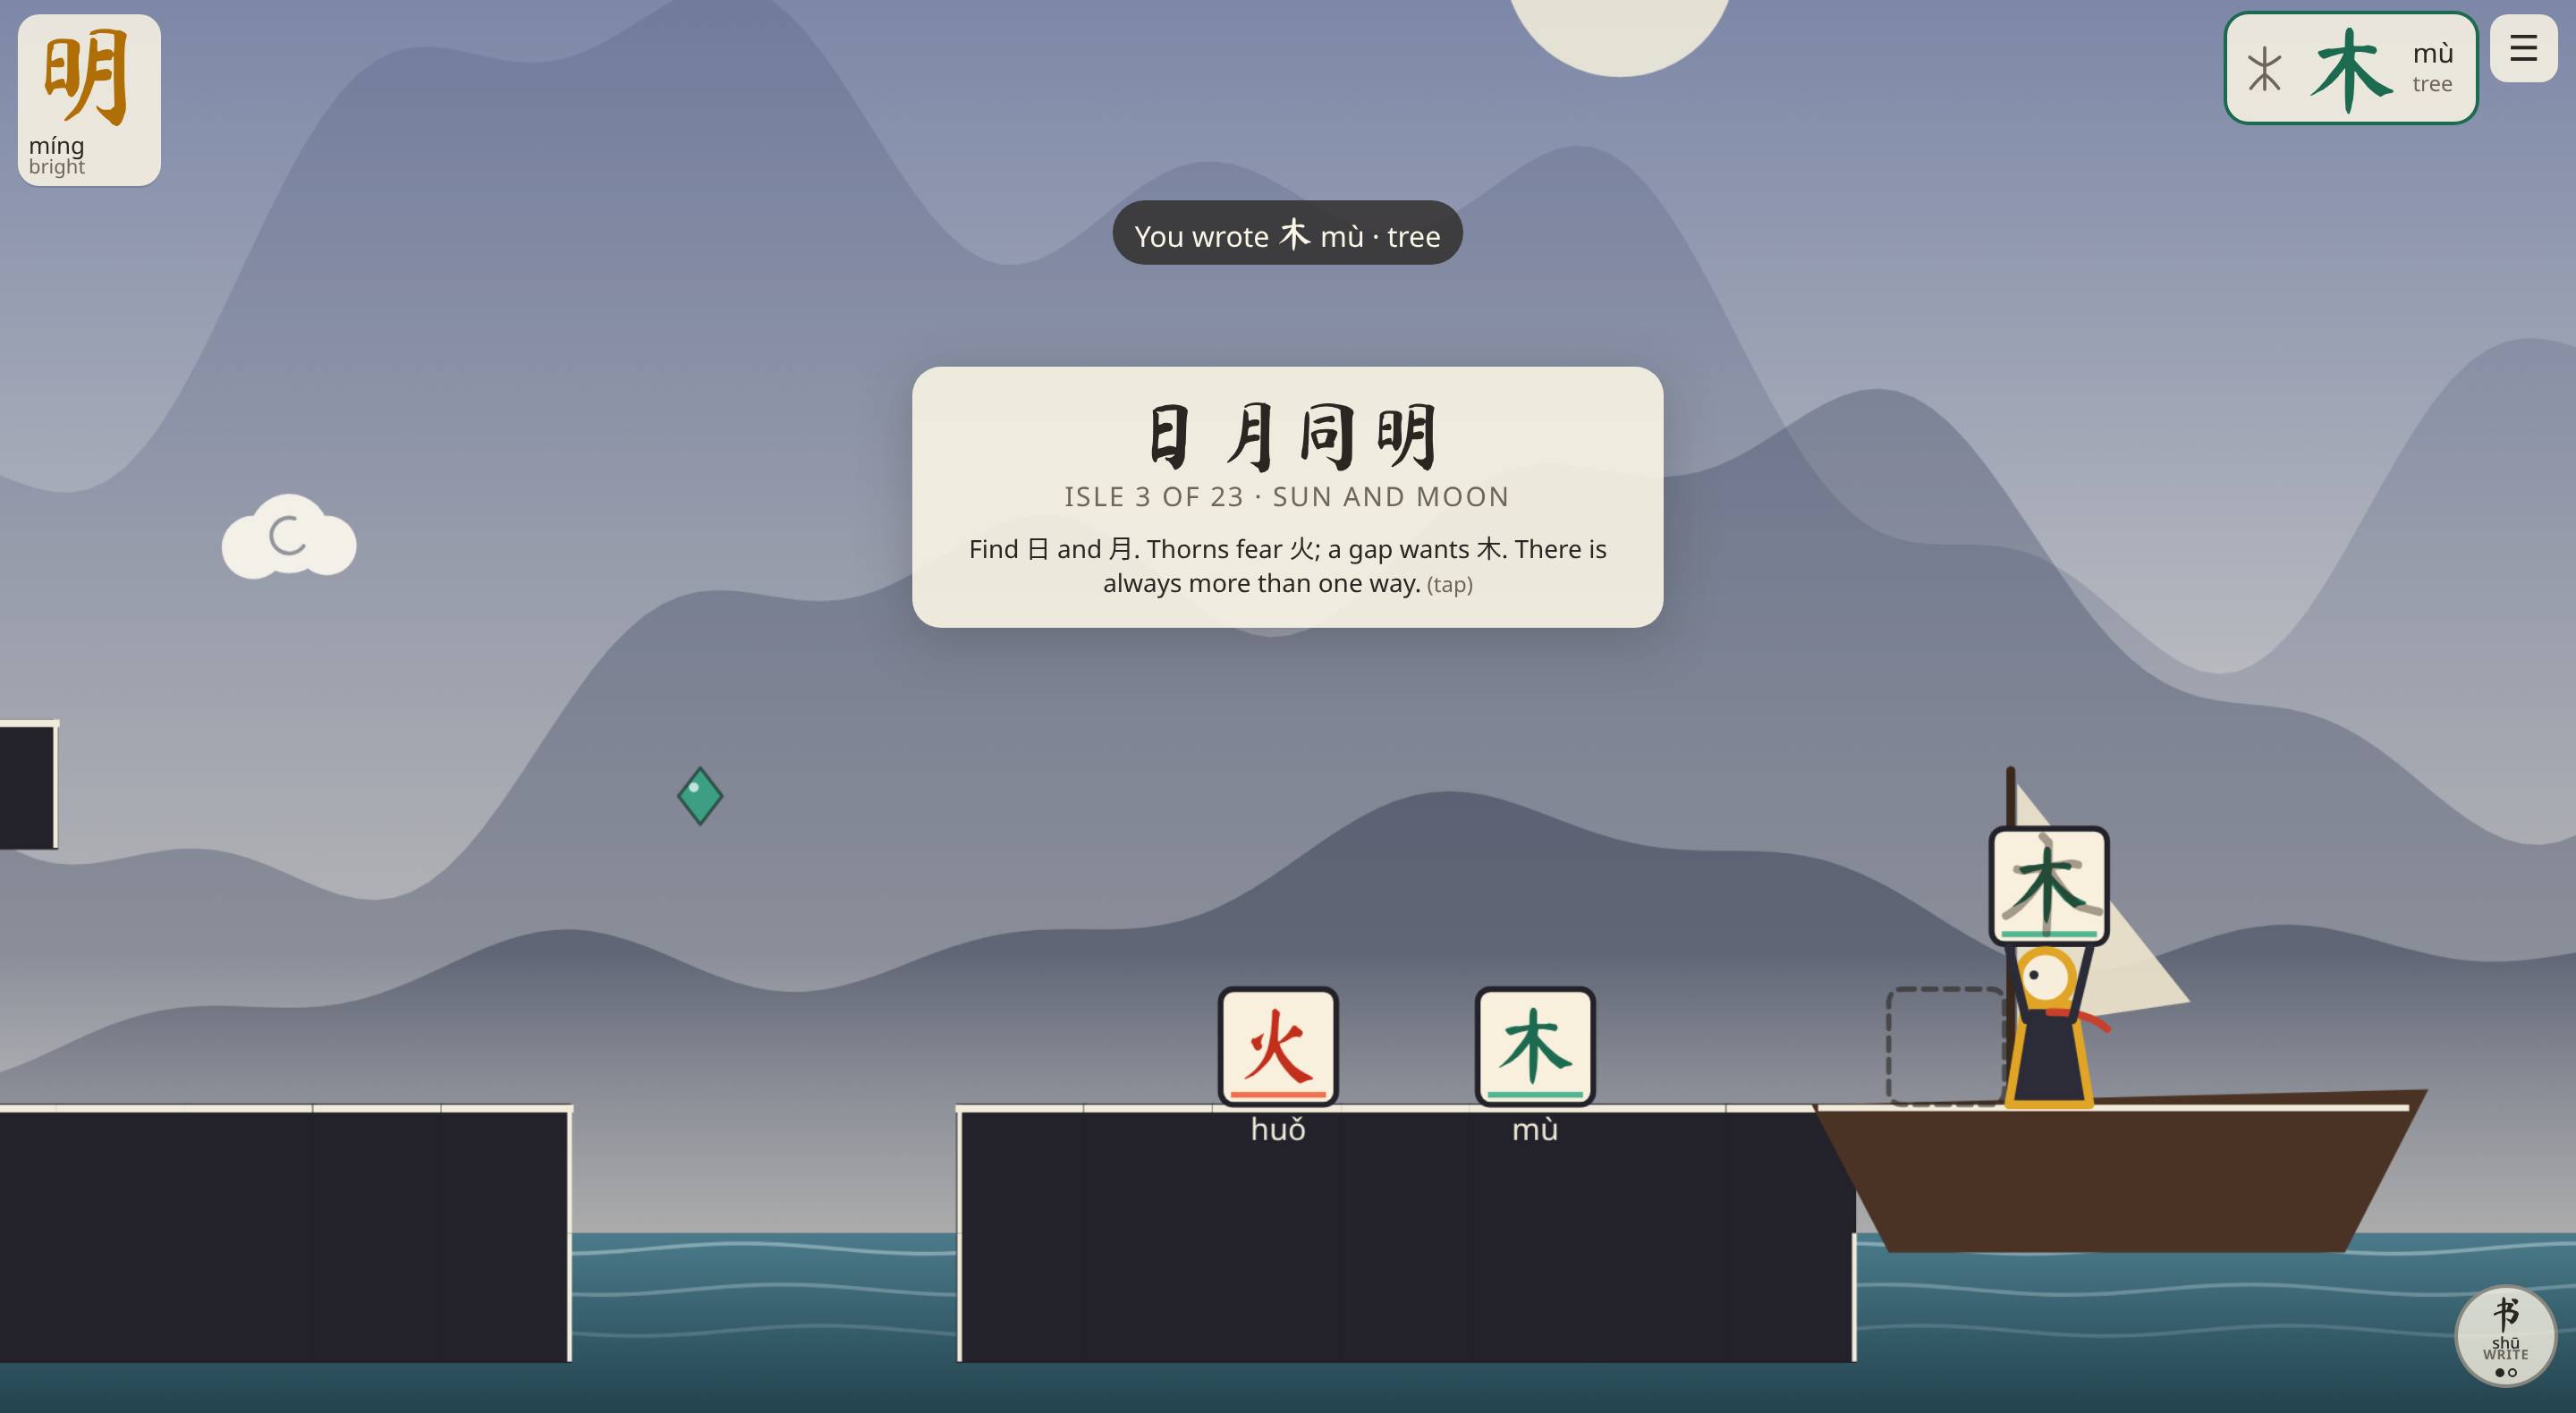 明
míng
bright
木
mù
tree
☰
You wrote 木 mù · tree
日月同明
ISLE 3 OF 23 · SUN AND MOON
Find 日 and 月. Thorns fear 火; a gap wants 木. There is
always more than one way. (tap)
木
火
木
huǒ
mù
书
shū
WRITE